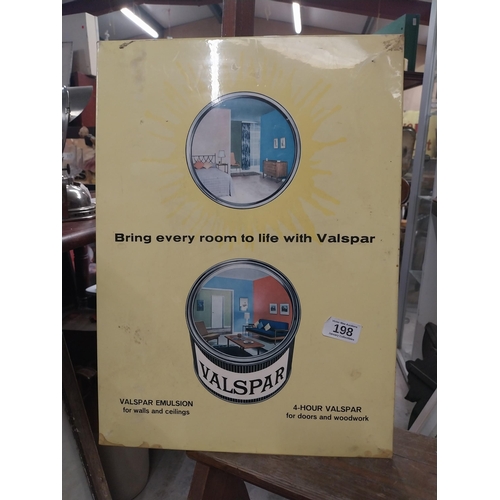 Bring every room to life with Valspar
198
VALSPAR
VALSPAR EMULSION
for walls and ceilings
4-HOUR VALSPAR
for doors and woodwork